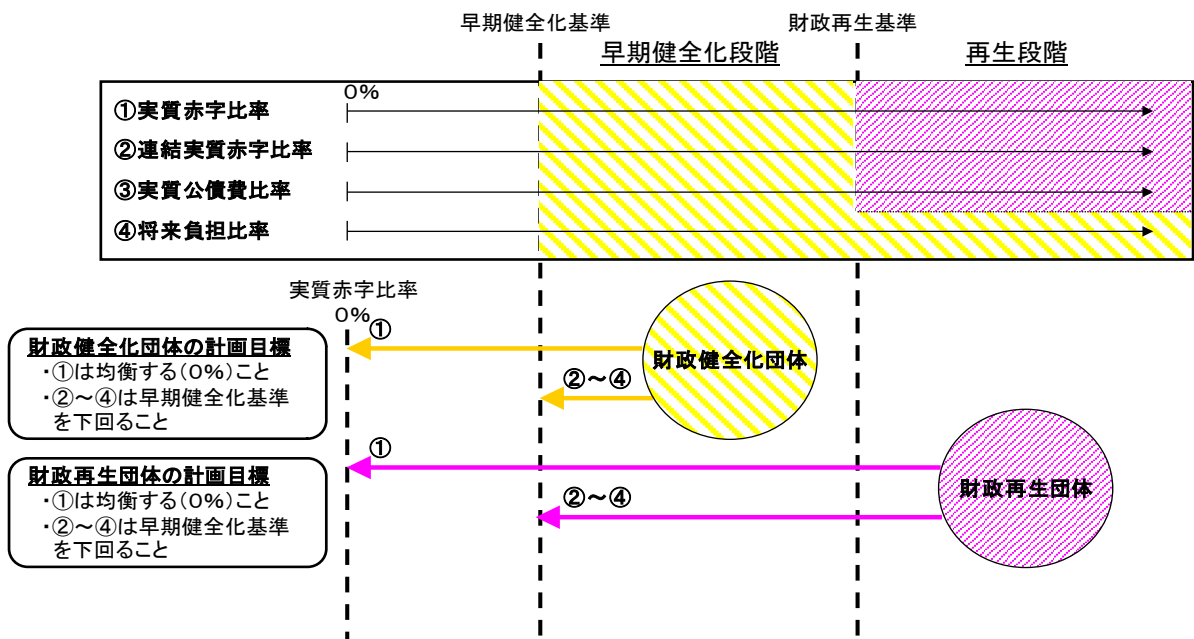 早期健全化基準
財政再生基準
早期健全化段階
再生段階
0%
①実質赤字比率
②連結実質赤字比率
③実質公債費比率
④将来負担比率
実質赤字比率
0%
①
財政健全化団体の計画目標
・①は均衡する(0%)こと
・②～④は早期健全化基準
を下回ること
財政健全化団体
②～④
①
財政再生団体の計画目標
・①は均衡する(0%)こと
・②～④は早期健全化基準
を下回ること
②～④
財政再生団体